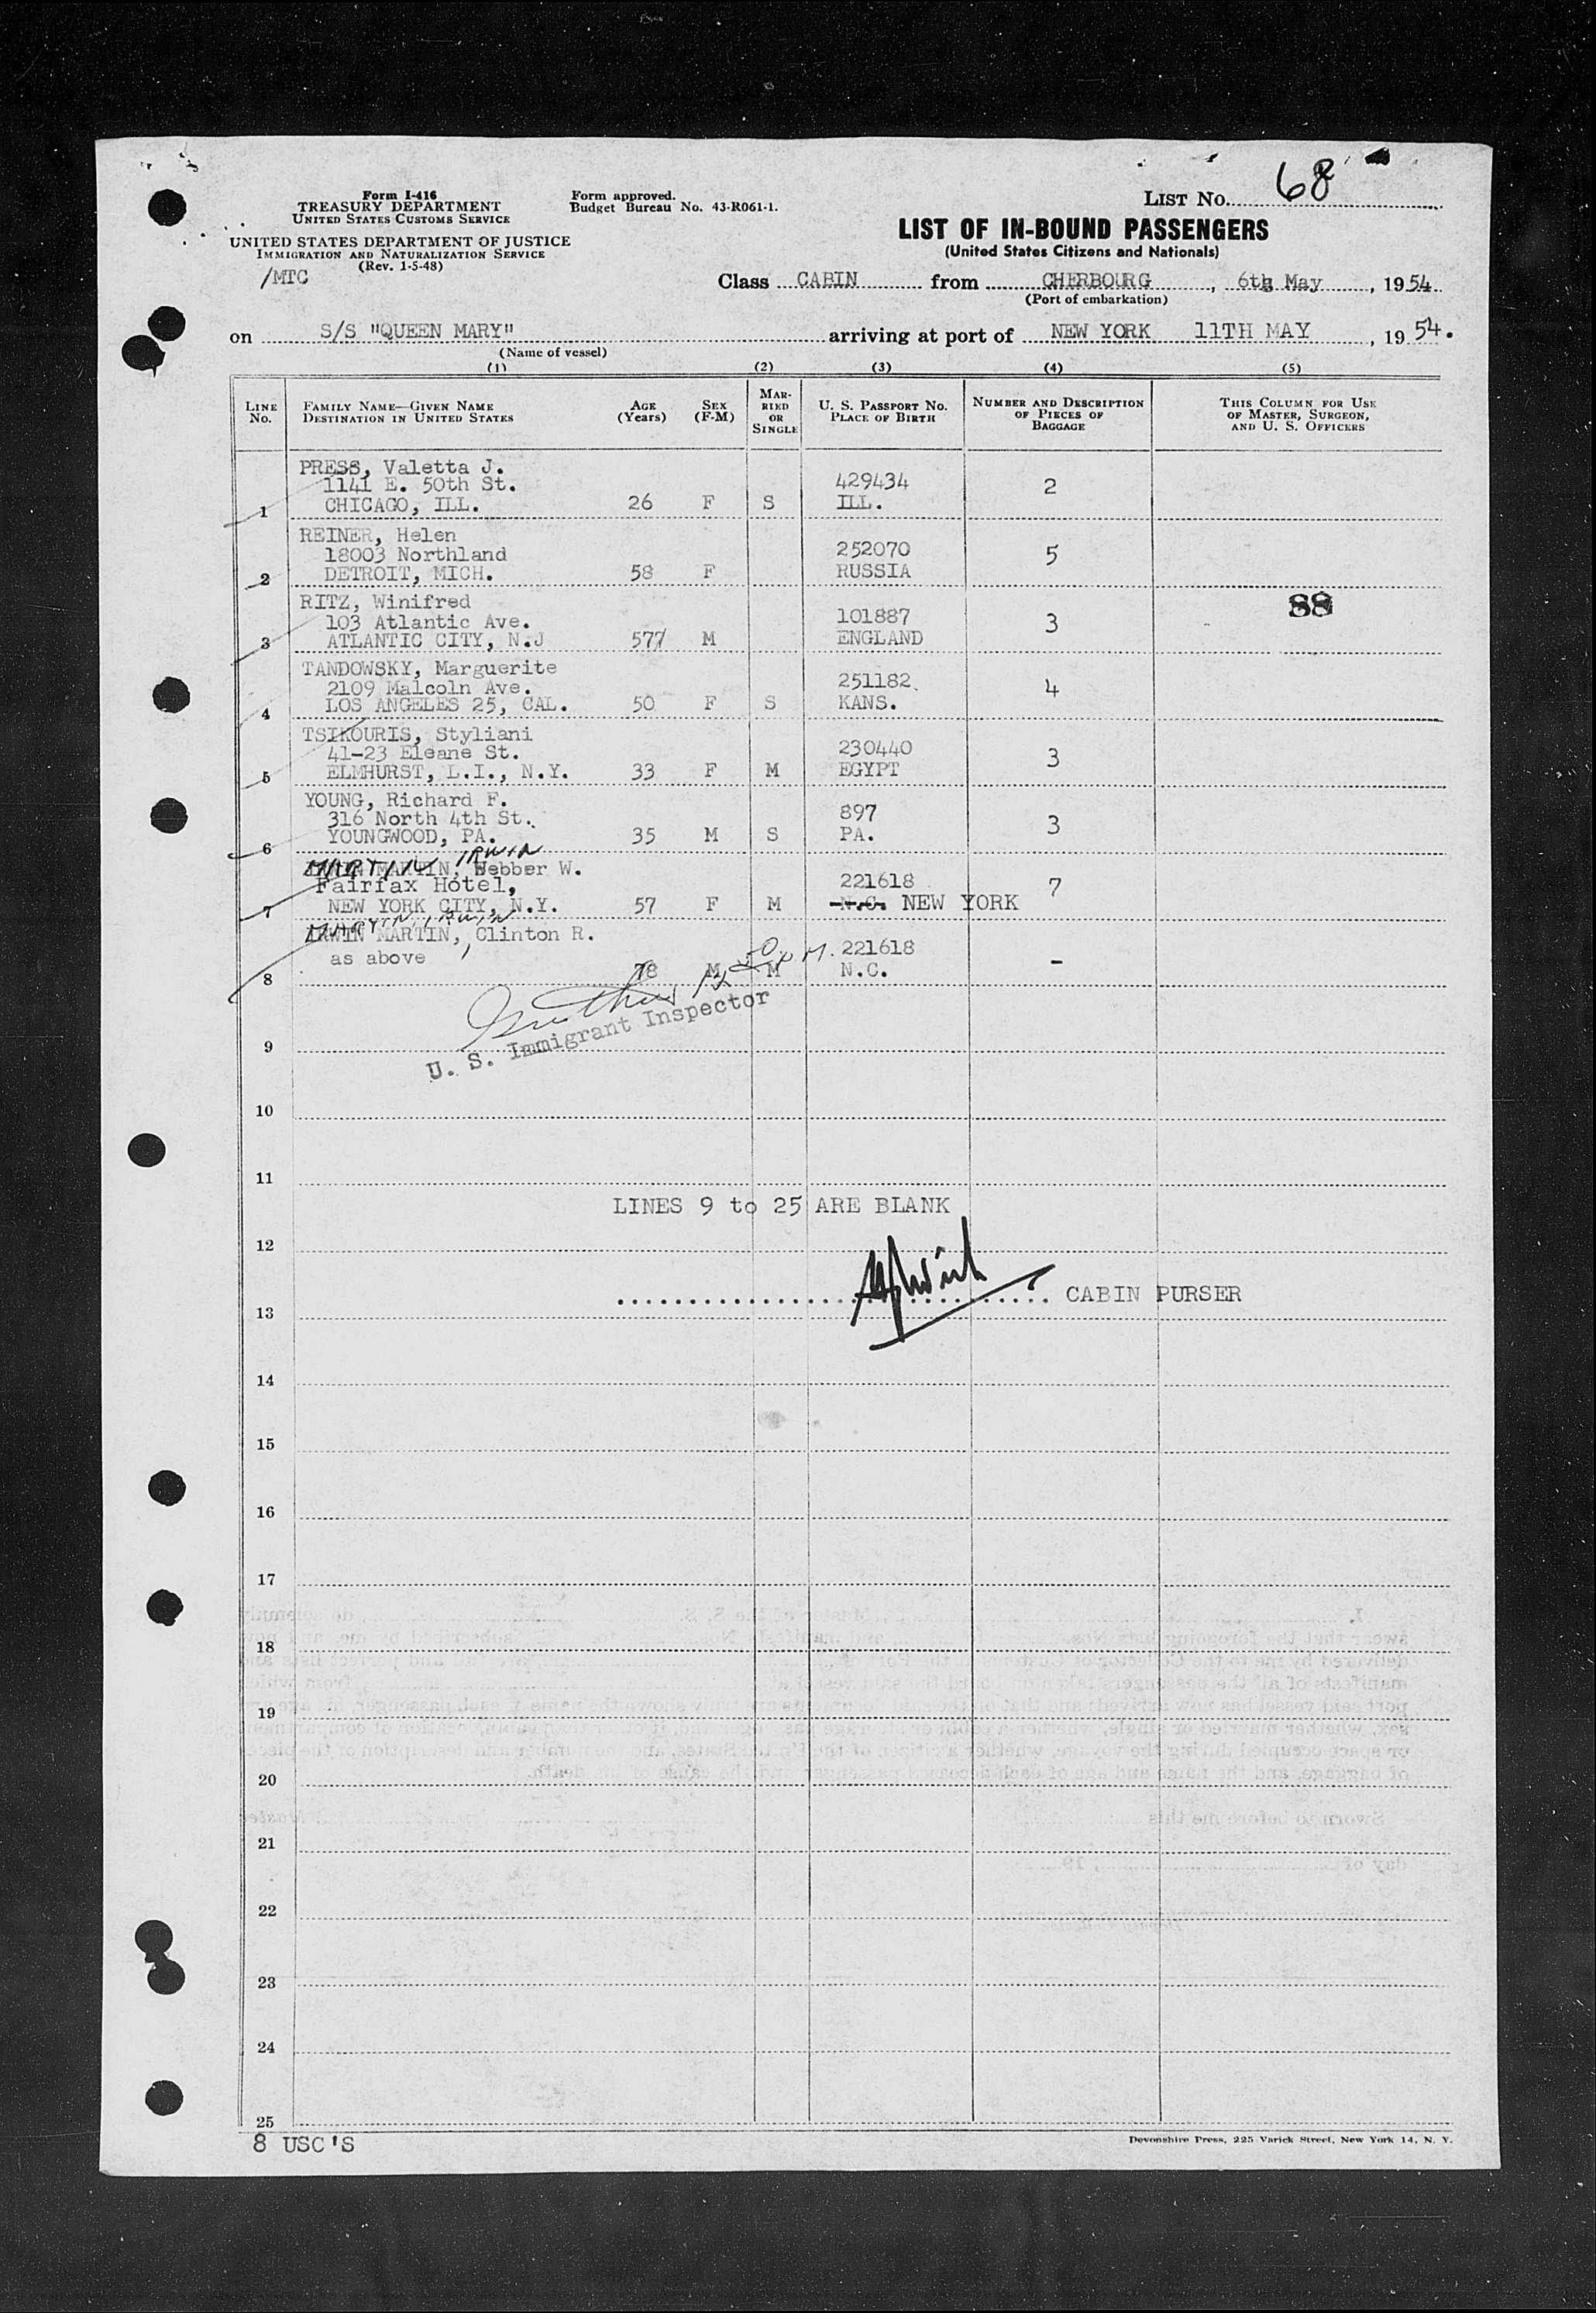 68
Form I-416
TREASURY DEPARTMENT
UNITED STATES CUSTOMS SERVICE
Form approved.
Budget Bureau No. 43-R061-1.
LIST NO.
LIST OF IN-BOUND PASSENGERS
(United States Citizens and Nationals)
UNITED STATES DEPARTMENT OF JUSTICE
IMMIGRATION AND NATURALIZATION SERVICE
(Rev. 1-5-48)
/MTC
Class CABIN from CHERBOURG, 6th May, 1954
(Port of embarkation)
on S/S "QUEEN MARY" arriving at port of NEW YORK 11TH MAY, 1954.
(Name of vessel)
(1) (2) (3) (4) (5)
LINE NO.
FAMILY NAME—GIVEN NAME
DESTINATION IN UNITED STATES
AGE (Years)
SEX (F-M)
MARRIED OR SINGLE
U. S. PASSPORT NO.
PLACE OF BIRTH
NUMBER AND DESCRIPTION OF PIECES OF BAGGAGE
THIS COLUMN FOR USE OF MASTER, SURGEON, AND U. S. OFFICERS
PRESS, Valetta J.
1141 E. 50th St. 429434 2
1 CHICAGO, ILL. 26 F S ILL.
REINER, Helen
18003 Northland 252070 5
2 DETROIT, MICH. 58 F RUSSIA
RITZ, Winifred 88
103 Atlantic Ave. 101887 3
3 ATLANTIC CITY, N.J 57/ M ENGLAND
TANDOWSKY, Marguerite
2109 Malcoln Ave. 251182 4
4 LOS ANGELES 25, CAL. 50 F S KANS.
TSIKOURIS, Styliani
41-23 Eleane St. 230440 3
5 ELMHURST, L.I., N.Y. 33 F M EGYPT
YOUNG, Richard F.
316 North 4th St. 897 3
6 YOUNGWOOD, PA. 35 M S PA.
MARTIN IRWIN
MARTIN, Webber W.
Fairfax Hotel, 221618 7
7 NEW YORK CITY, N.Y. 57 F M N.C. NEW YORK
MARTIN, IRWIN
IRWIN MARTIN, Clinton R. 221618
as above
8 78 M M N.C. -
U. S. Immigrant Inspector
9
10
11
LINES 9 to 25 ARE BLANK
12
CABIN PURSER
13
14
15
16
17
18
19
20
21
22
23
24
25
8 USC'S
Devonshire Press, 225 Varick Street, New York 14, N. Y.